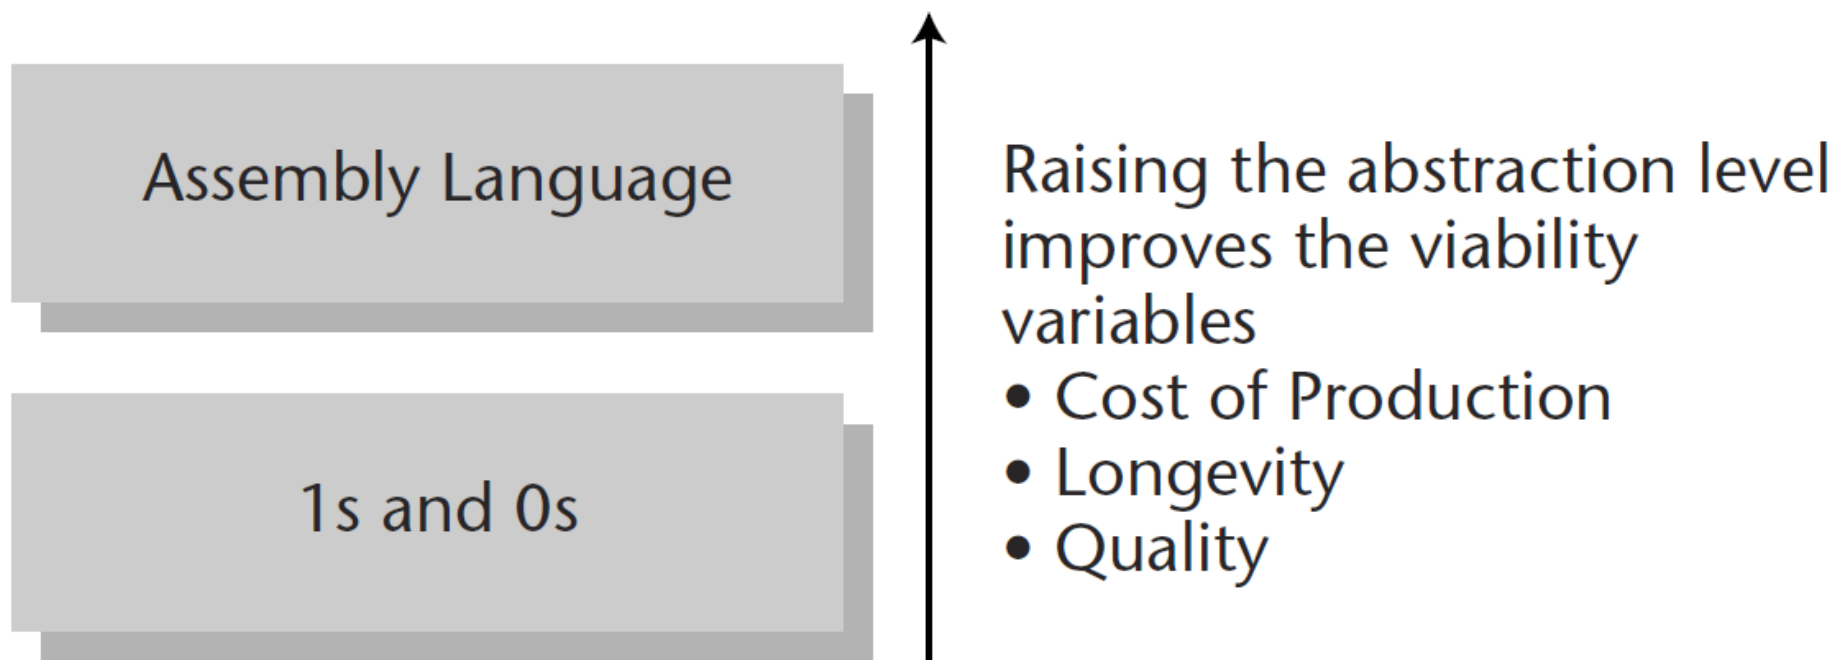 Assembly Language
1s and 0s
Raising the abstraction level
improves the viability
variables
• Cost of Production
• Longevity
• Quality